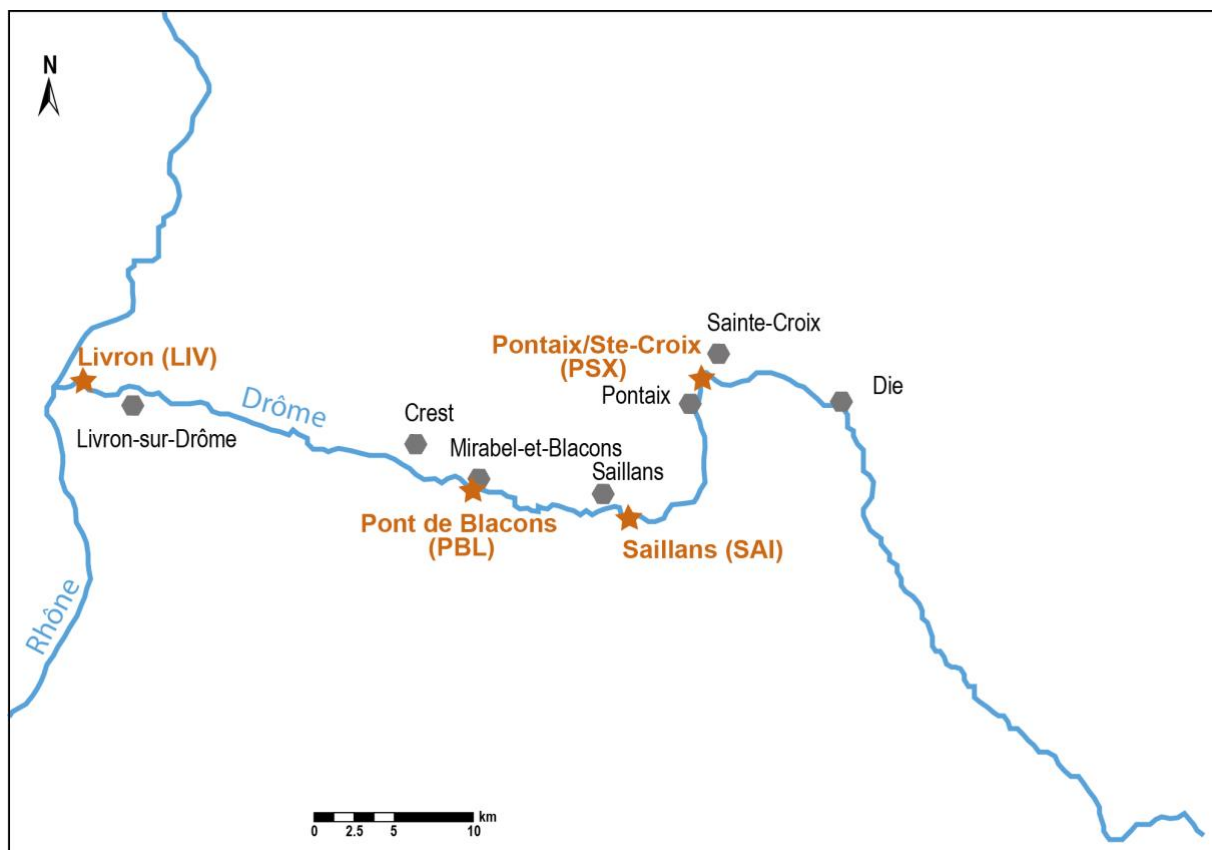 N
Sainte-Croix
Pontaix/Ste-Croix
(PSX)
Livron (LIV)
Die
Pontaix
Drôme
Crest
Livron-sur-Drôme
Mirabel-et-Blacons
Saillans
Pont de Blacons
(PBL)
Saillans (SAI)
Rhône
km
0 2.5 5 10